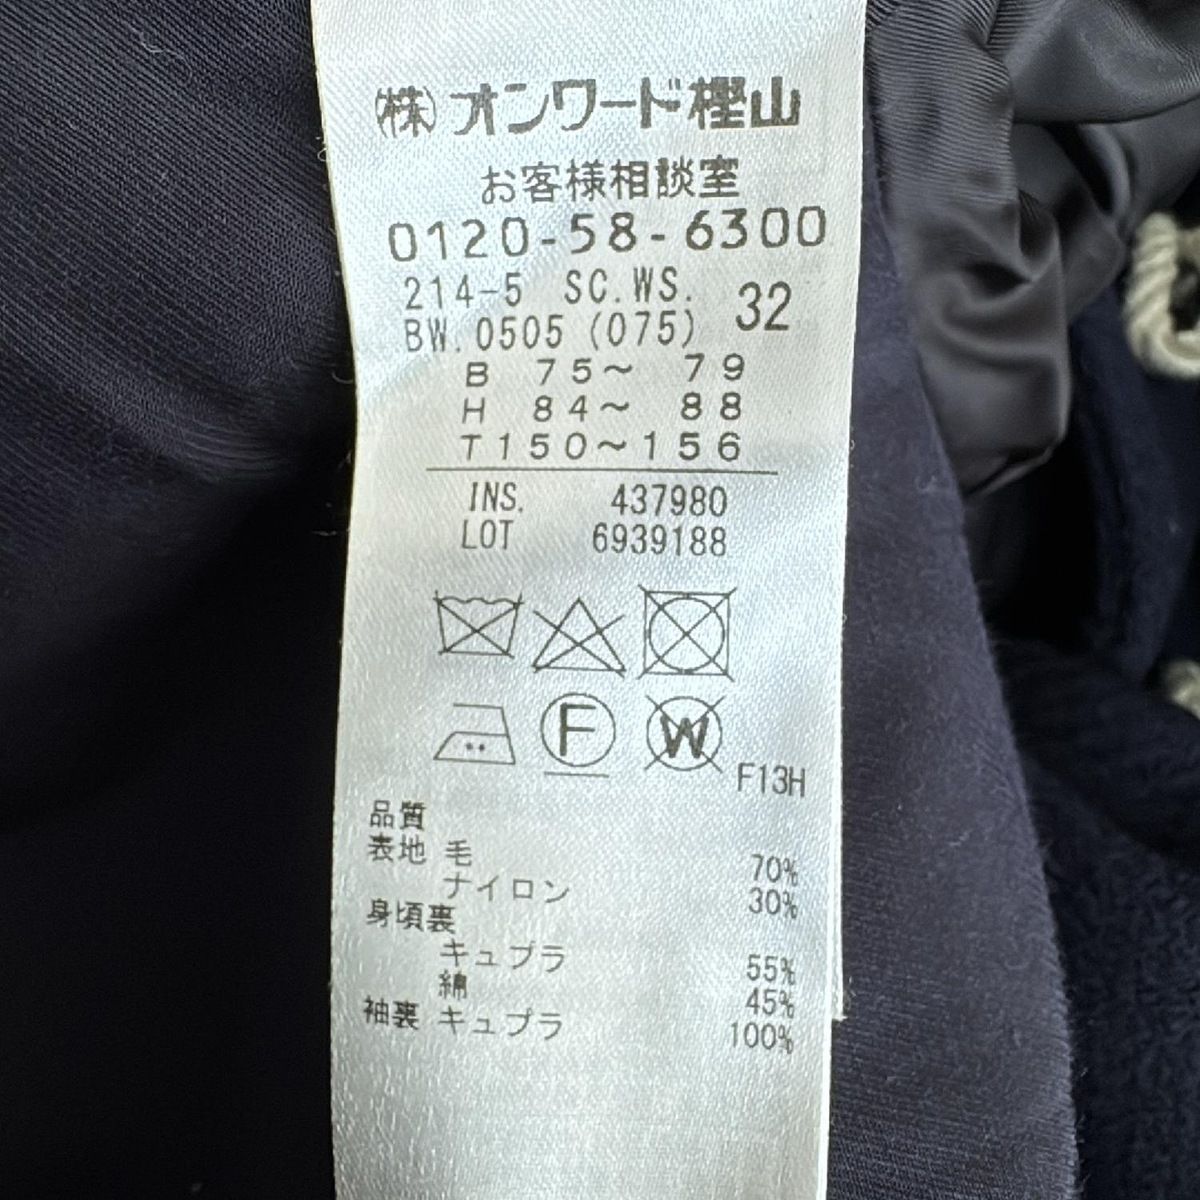 (株)オンワード樫山
お客様相談室
0120-58-6300
214-5 SC.WS. 32
BW.0505(075)
B 75~ 79
H 84~ 88
T150~156
INS. 437980
LOT 6939188
F W F13H
品質
表地 毛 70%
ナイロン 30%
身頃裏
キュプラ 55%
綿 45%
袖裏 キュプラ 100%